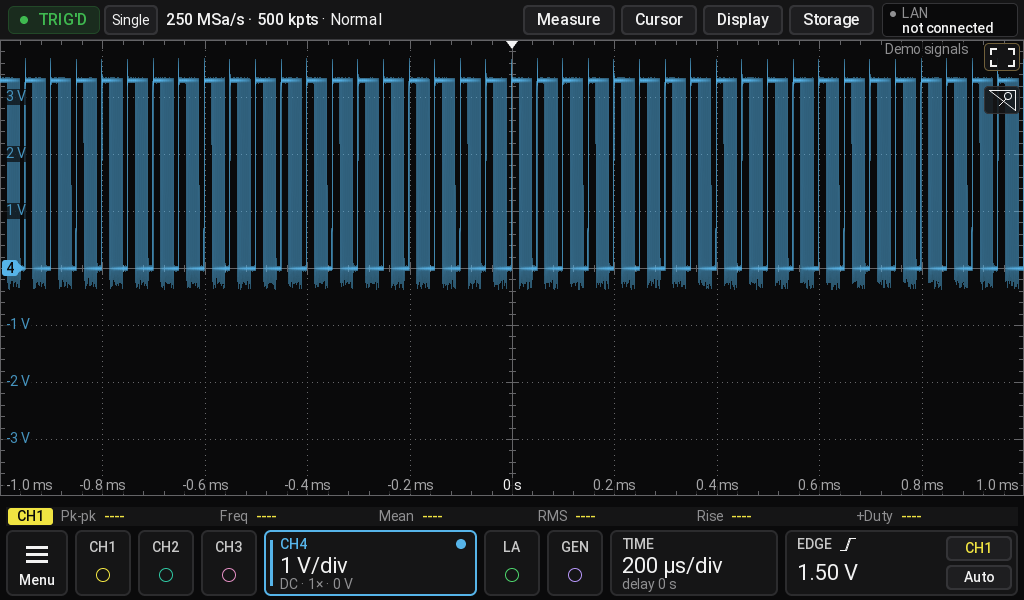 TRIG'D
Single
250 MSa/s · 500 kpts · Normal
Measure
Cursor
Display
Storage
LAN
not connected
Demo signals
3 V
2 V
1 V
4
-1 V
-2 V
-3 V
-1.0 ms
-0.8 ms
-0.6 ms
-0.4 ms
-0.2 ms
0 s
0.2 ms
0.4 ms
0.6 ms
0.8 ms
1.0 ms
CH1
Pk-pk ----
Freq ----
Mean ----
RMS ----
Rise ----
+Duty ----
Menu
CH1
CH2
CH3
CH4
1 V/div
DC · 1× · 0 V
LA
GEN
TIME
200 µs/div
delay 0 s
EDGE
1.50 V
CH1
Auto